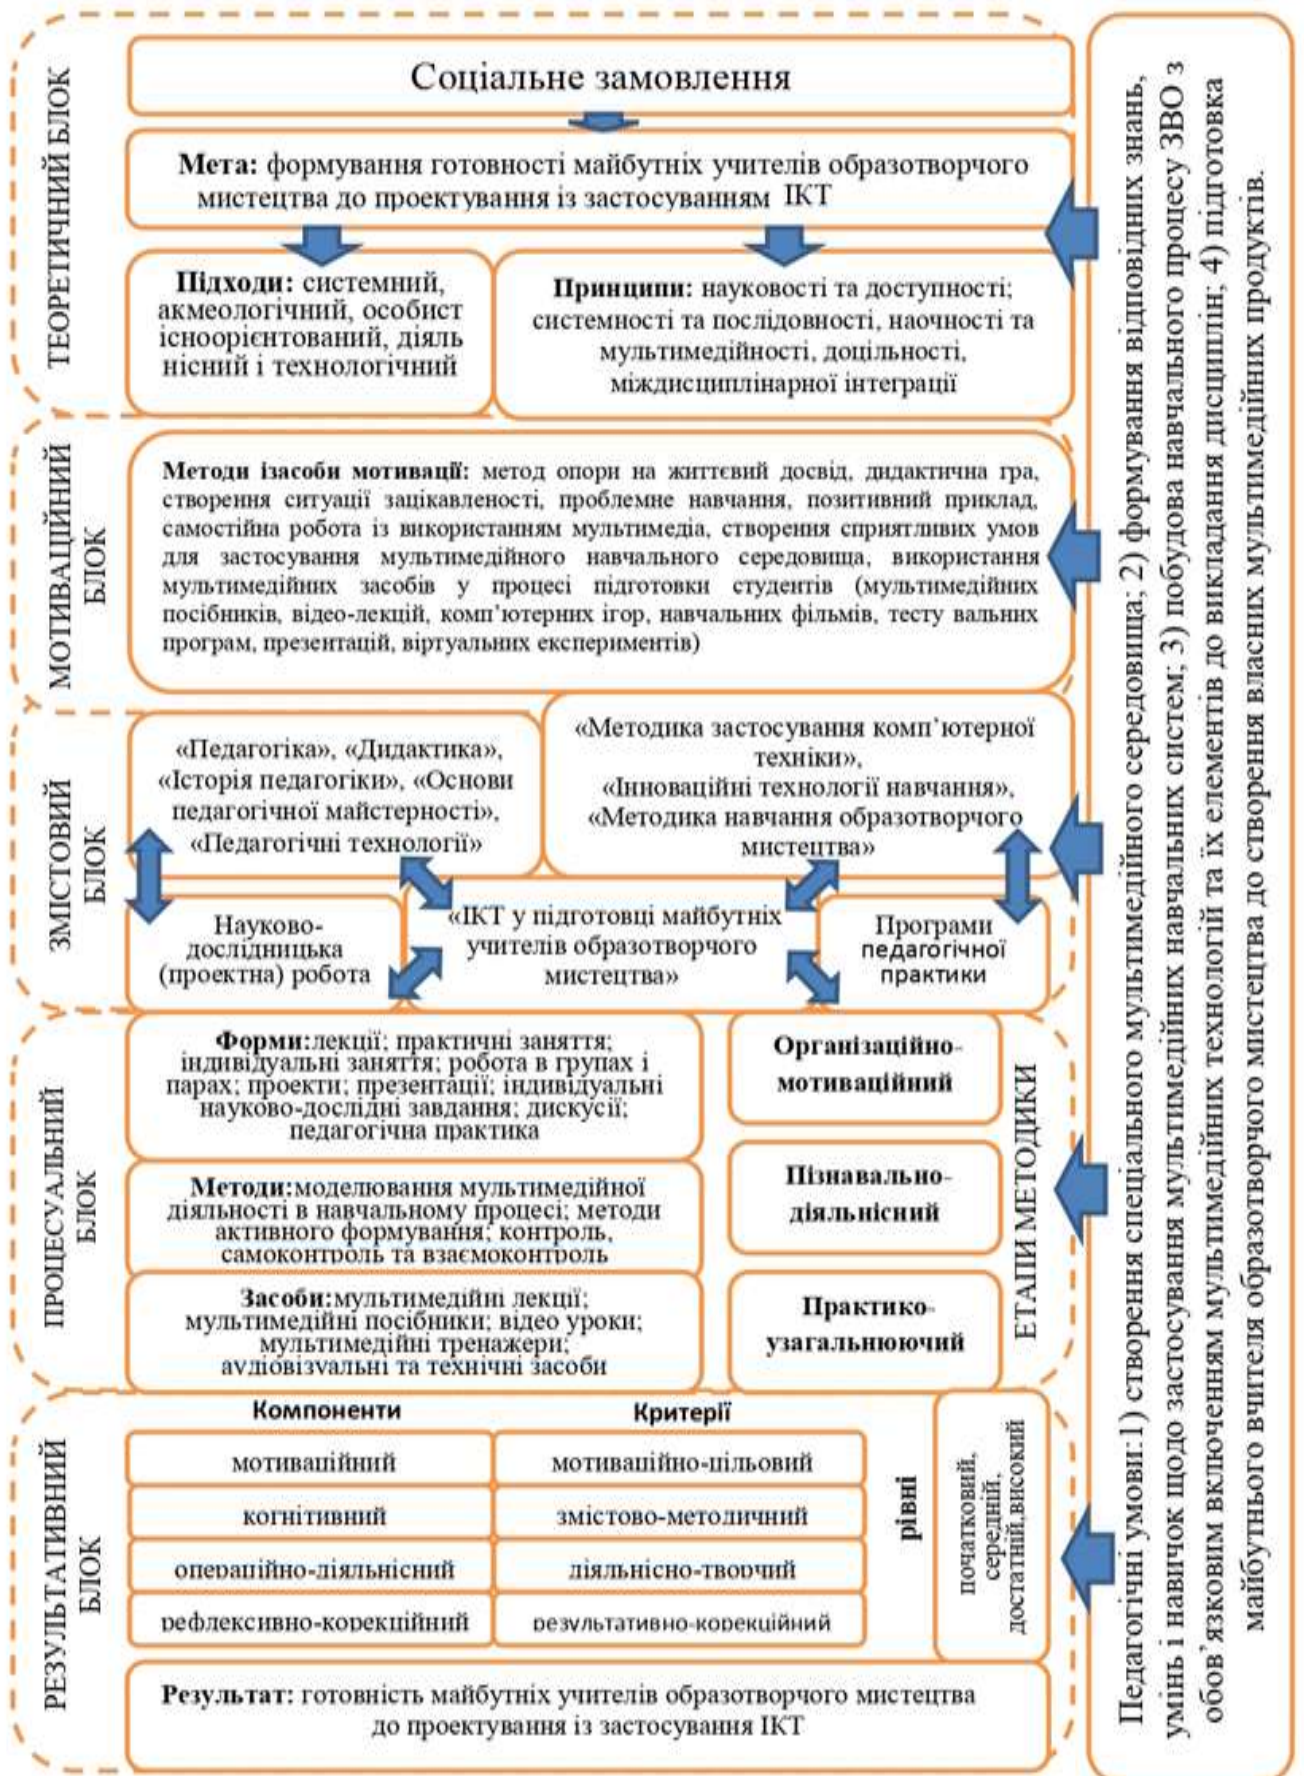 ТЕОРЕТИЧНИЙ БЛОК
Соціальне замовлення
Мета: формування готовності майбутніх учителів образотворчого
мистецтва до проектування із застосуванням ІКТ
Підходи: системний,
акмеологічний, особист
існоорієнтований, діяль
нісний і технологічний
Принципи: науковості та доступності;
системності та послідовності, наочності та
мультимедійності, доцільності,
міждисциплінарної інтеграції
МОТИВАЦІЙНИЙ
БЛОК
Методи ізасоби мотивації: метод опори на життєвий досвід, дидактична гра,
створення ситуації зацікавленості, проблемне навчання, позитивний приклад,
самостійна робота із використанням мультимедіа, створення сприятливих умов
для застосування мультимедійного навчального середовища, використання
мультимедійних засобів у процесі підготовки студентів (мультимедійних
посібників, відео-лекцій, комп’ютерних ігор, навчальних фільмів, тесту вальних
програм, презентацій, віртуальних експериментів)
ЗМІСТОВИЙ
БЛОК
«Педагогіка», «Дидактика»,
«Історія педагогіки», «Основи
педагогічної майстерності»,
«Педагогічні технології»
«Методика застосування комп’ютерної
техніки»,
«Інноваційні технології навчання»,
«Методика навчання образотворчого
мистецтва»
Науково-
дослідницька
(проектна) робота
«ІКТ у підготовці майбутніх
учителів образотворчого
мистецтва»
Програми
педагогічної
практики
ПРОЦЕСУАЛЬНИЙ
БЛОК
Форми:лекції; практичні заняття;
індивідуальні заняття; робота в групах і
парах; проекти; презентації; індивідуальні
науково-дослідні завдання; дискусії;
педагогічна практика
Методи:моделювання мультимедійної
діяльності в навчальному процесі; методи
активного формування; контроль,
самоконтроль та взаємоконтроль
Засоби:мультимедійні лекції;
мультимедійні посібники; відео уроки;
мультимедійні тренажери;
аудіовізуальні та технічні засоби
Організаційно-
мотиваційний
Пізнавально-
діяльнісний
Практико-
узагальнюючий
ЕТАПИ МЕТОДИКИ
РЕЗУЛЬТАТИВНИЙ
БЛОК
Компоненти
Критерії
мотиваційний
мотиваційно-цільовий
когнітивний
змістово-методичний
операційно-діяльнісний
діяльнісно-творчий
рефлексивно-корекційний
результативно-корекційний
рівні
початковий,
середній,
достатній,високий
Результат: готовність майбутніх учителів образотворчого мистецтва
до проектування із застосування ІКТ
Педагогічні умови:1) створення спеціального мультимедійного середовища; 2) формування відповідних знань,
умінь і навичок щодо застосування мультимедійних навчальних систем; 3) побудова навчального процесу ЗВО з
обов’язковим включенням мультимедійних технологій та їх елементів до викладання дисциплін; 4) підготовка
майбутнього вчителя образотворчого мистецтва до створення власних мультимедійних продуктів.